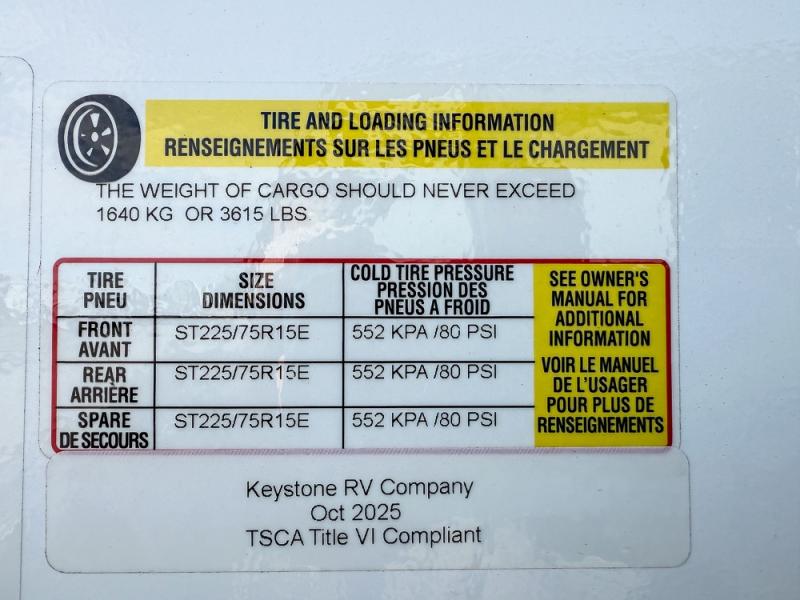 TIRE AND LOADING INFORMATION
RENSEIGNEMENTS SUR LES PNEUS ET LE CHARGEMENT
THE WEIGHT OF CARGO SHOULD NEVER EXCEED
1640 KG OR 3615 LBS.
TIRE
PNEU
SIZE
DIMENSIONS
COLD TIRE PRESSURE
PRESSION DES
PNEUS A FROID
FRONT
AVANT
ST225/75R15E
552 KPA /80 PSI
REAR
ARRIÈRE
ST225/75R15E
552 KPA /80 PSI
SPARE
DE SECOURS
ST225/75R15E
552 KPA /80 PSI
SEE OWNER'S
MANUAL FOR
ADDITIONAL
INFORMATION
VOIR LE MANUEL
DE L'USAGER
POUR PLUS DE
RENSEIGNEMENTS
Keystone RV Company
Oct 2025
TSCA Title VI Compliant